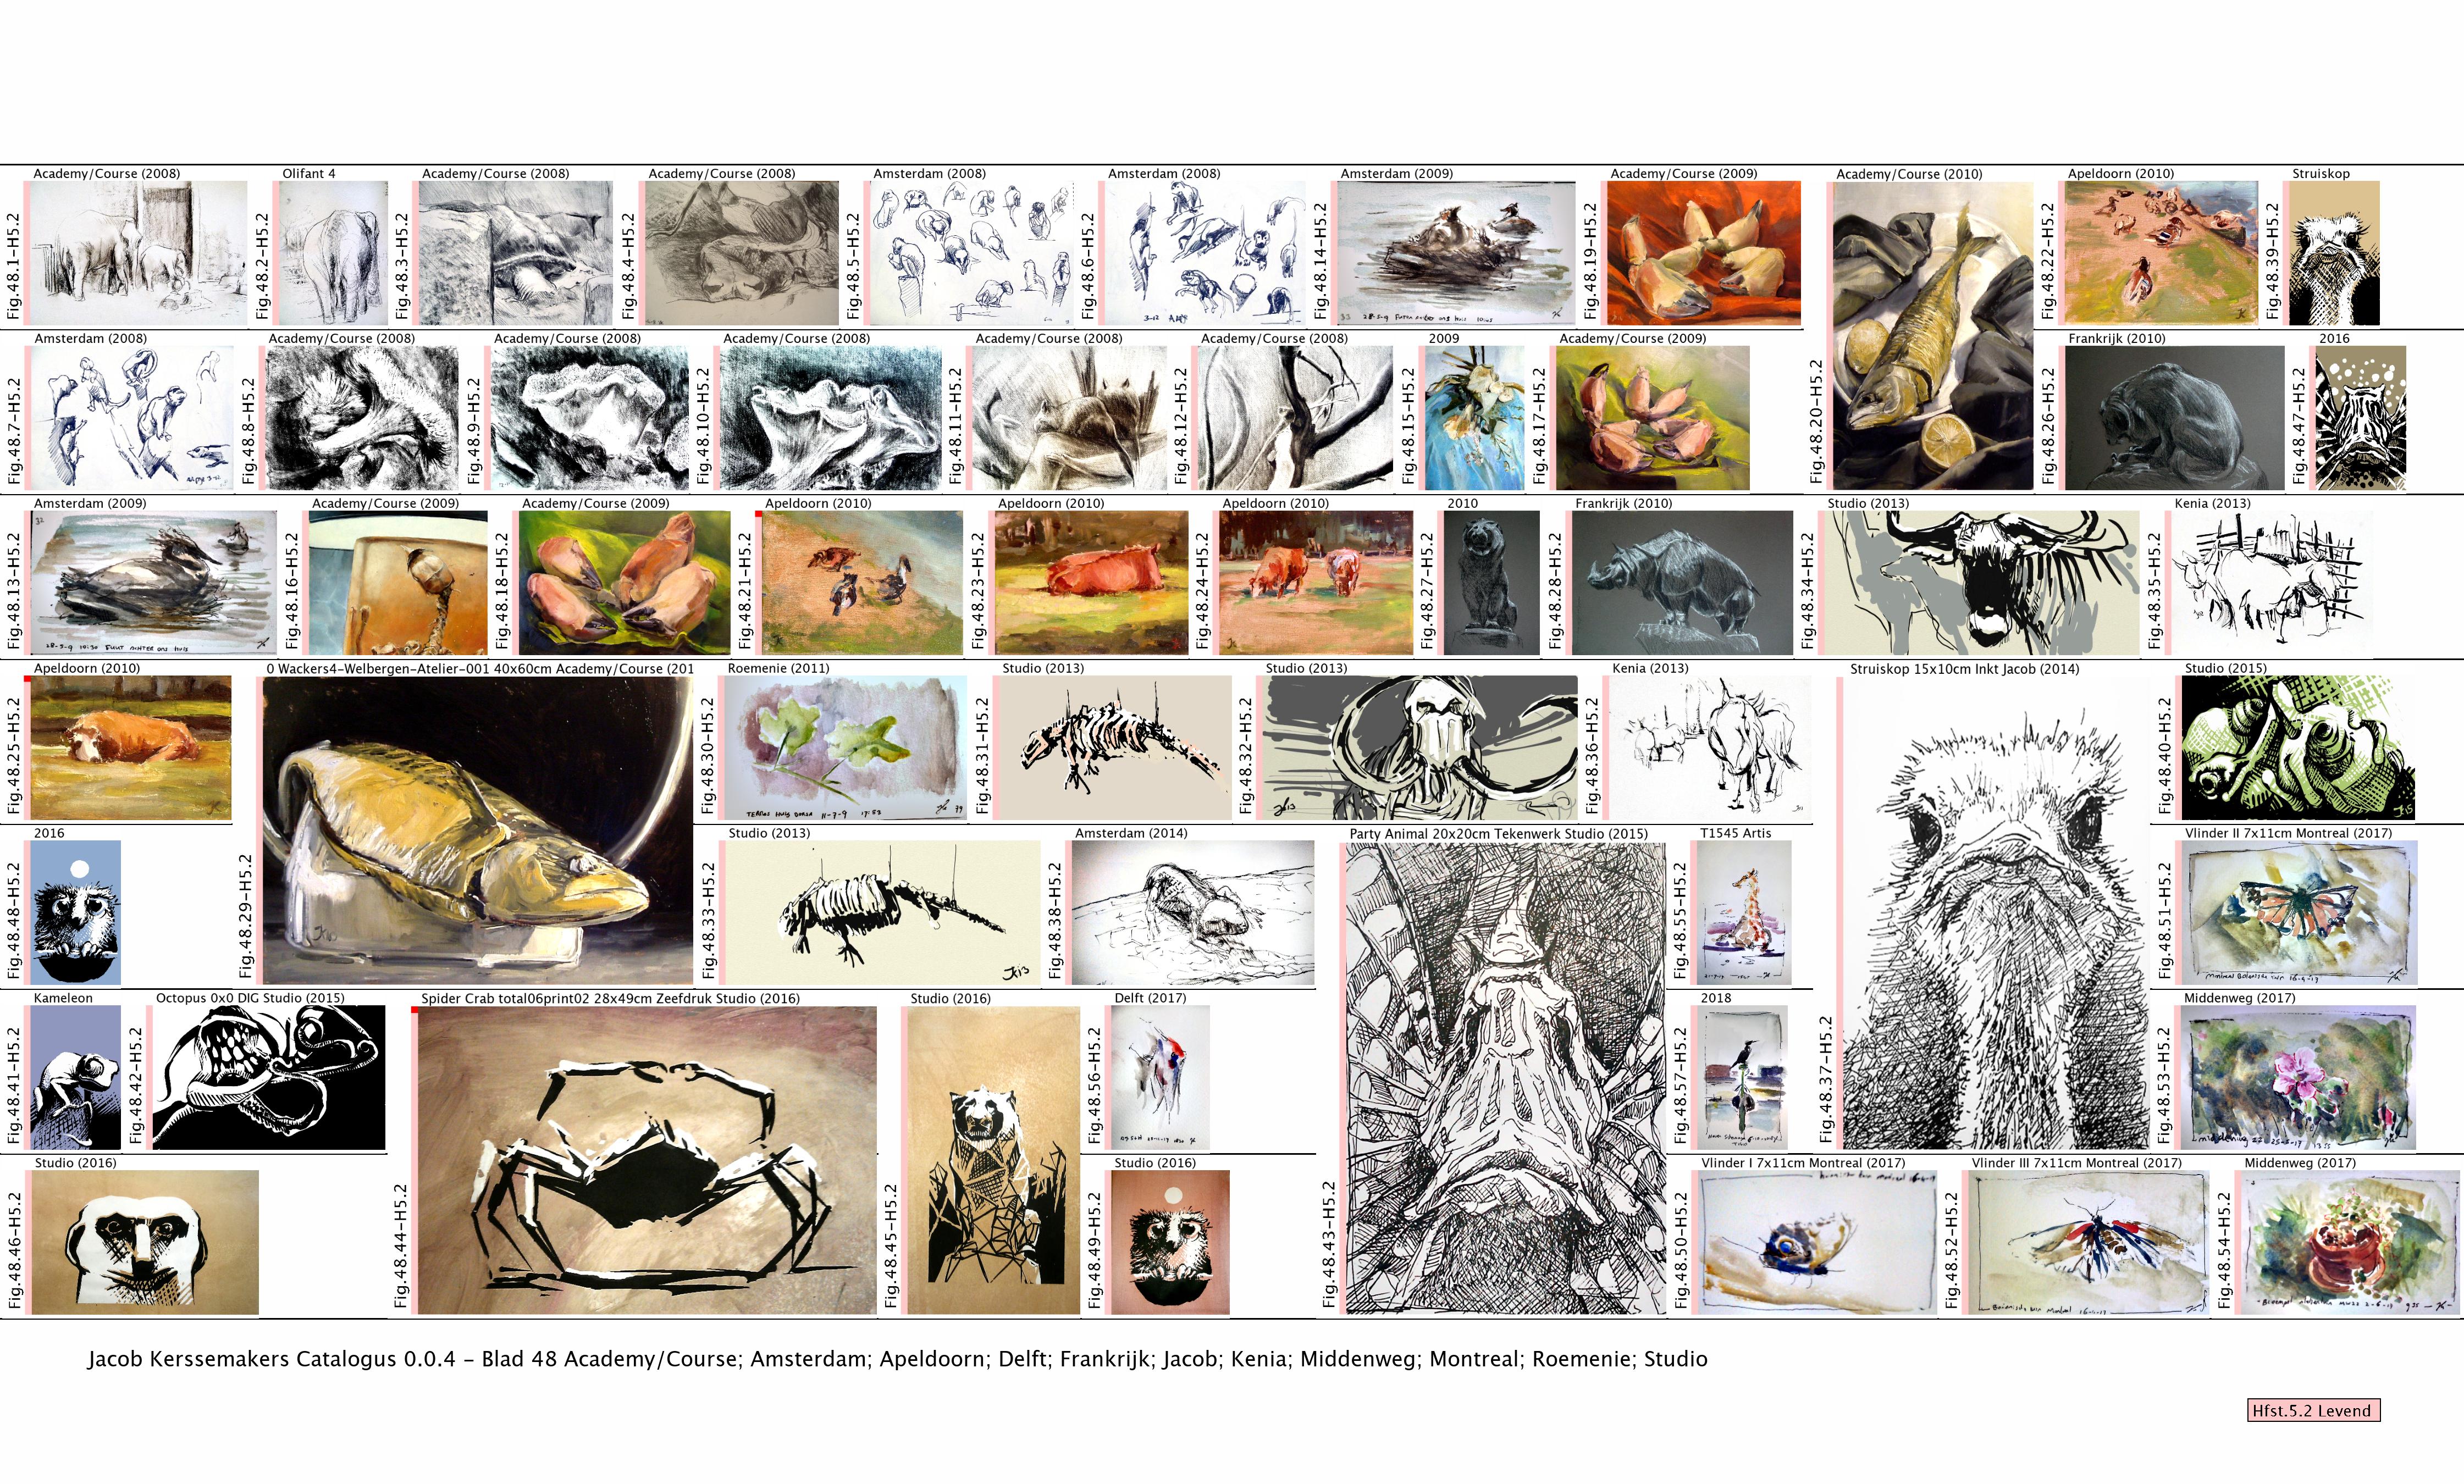 Academy/Course (2008)
Fig.48.1-H5.2
Olifant 4
Fig.48.2-H5.2
Academy/Course (2008)
Fig.48.3-H5.2
Academy/Course (2008)
Fig.48.4-H5.2
Amsterdam (2008)
Fig.48.5-H5.2
Amsterdam (2008)
Fig.48.6-H5.2
Amsterdam (2009)
Fig.48.14-H5.2
Academy/Course (2009)
Fig.48.19-H5.2
Academy/Course (2010)
Fig.48.20-H5.2
Apeldoorn (2010)
Fig.48.22-H5.2
Struiskop
Fig.48.39-H5.2
Amsterdam (2008)
Fig.48.7-H5.2
Academy/Course (2008)
Fig.48.8-H5.2
Academy/Course (2008)
Fig.48.9-H5.2
Academy/Course (2008)
Fig.48.10-H5.2
Academy/Course (2008)
Fig.48.11-H5.2
Academy/Course (2008)
Fig.48.12-H5.2
2009
Fig.48.15-H5.2
Academy/Course (2009)
Fig.48.17-H5.2
Frankrijk (2010)
Fig.48.26-H5.2
2016
Fig.48.47-H5.2
Amsterdam (2009)
Fig.48.13-H5.2
Academy/Course (2009)
Fig.48.16-H5.2
Academy/Course (2009)
Fig.48.18-H5.2
Apeldoorn (2010)
Fig.48.21-H5.2
Apeldoorn (2010)
Fig.48.23-H5.2
Apeldoorn (2010)
Fig.48.24-H5.2
2010
Fig.48.27-H5.2
Frankrijk (2010)
Fig.48.28-H5.2
Studio (2013)
Fig.48.34-H5.2
Kenia (2013)
Fig.48.35-H5.2
Apeldoorn (2010)
Fig.48.25-H5.2
0 Wackers4-Welbergen-Atelier-001 40x60cm Academy/Course (201
Fig.48.29-H5.2
Roemenie (2011)
Fig.48.30-H5.2
Studio (2013)
Fig.48.31-H5.2
Studio (2013)
Fig.48.32-H5.2
Kenia (2013)
Fig.48.36-H5.2
Struiskop 15x10cm Inkt Jacob (2014)
Fig.48.37-H5.2
Studio (2015)
Fig.48.40-H5.2
2016
Fig.48.48-H5.2
Studio (2013)
Fig.48.33-H5.2
Amsterdam (2014)
Fig.48.38-H5.2
Party Animal 20x20cm Tekenwerk Studio (2015)
Fig.48.43-H5.2
T1545 Artis
Fig.48.55-H5.2
Vlinder II 7x11cm Montreal (2017)
Fig.48.51-H5.2
Kameleon
Fig.48.41-H5.2
Octopus 0x0 DIG Studio (2015)
Fig.48.42-H5.2
Spider Crab total06print02 28x49cm Zeefdruk Studio (2016)
Fig.48.44-H5.2
Studio (2016)
Fig.48.45-H5.2
Delft (2017)
Fig.48.56-H5.2
2018
Fig.48.57-H5.2
Middenweg (2017)
Fig.48.53-H5.2
Studio (2016)
Fig.48.46-H5.2
Studio (2016)
Fig.48.49-H5.2
Vlinder I 7x11cm Montreal (2017)
Fig.48.50-H5.2
Vlinder III 7x11cm Montreal (2017)
Fig.48.52-H5.2
Middenweg (2017)
Fig.48.54-H5.2
Jacob Kerssemakers Catalogus 0.0.4 – Blad 48 Academy/Course; Amsterdam; Apeldoorn; Delft; Frankrijk; Jacob; Kenia; Middenweg; Montreal; Roemenie; Studio
Hfst.5.2 Levend